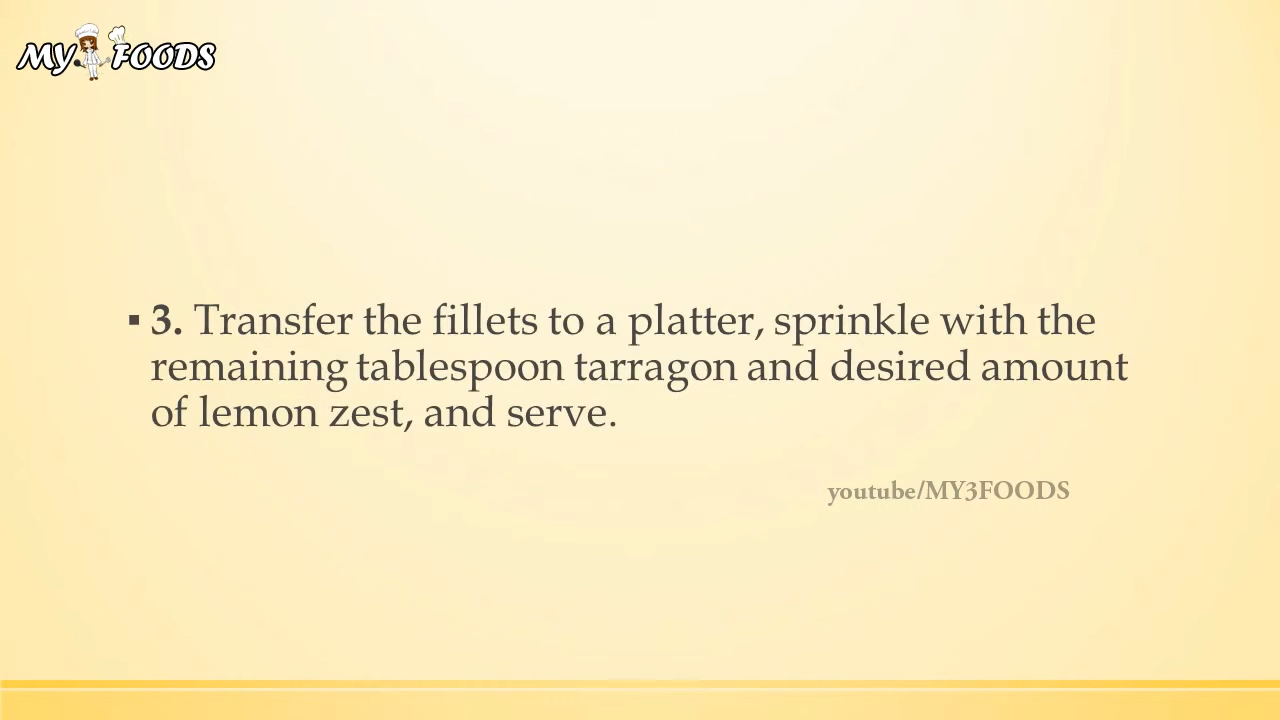 MY FOODS
▪ 3. Transfer the fillets to a platter, sprinkle with the
remaining tablespoon tarragon and desired amount
of lemon zest, and serve.
youtube/MY3FOODS